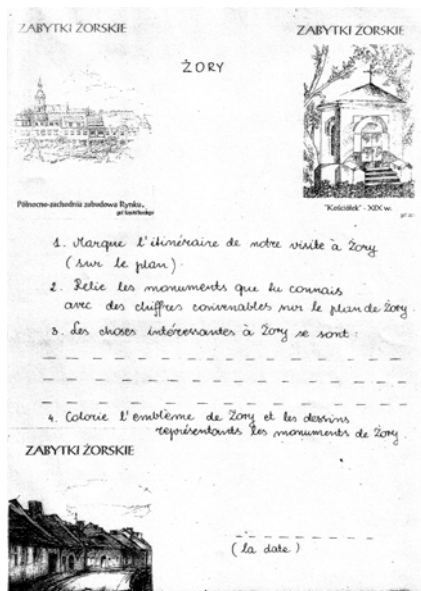 ZABYTKI ŻORSKIE
ZABYTKI ŻORSKIE
ŻORY
Północno-zachodnia zabudowa Rynku.
"Kościółek" - XIX w.
1. Marque l'itinéraire de notre visite à Żory
(sur le plan).
2. Relie les monuments que tu connais
avec des chiffres convenables sur le plan de Żory.
3. Les choses intéressantes à Żory se sont :
4. Colorie l'emblème de Żory et les dessins
représentants les monuments de Żory.
ZABYTKI ŻORSKIE
(la date)